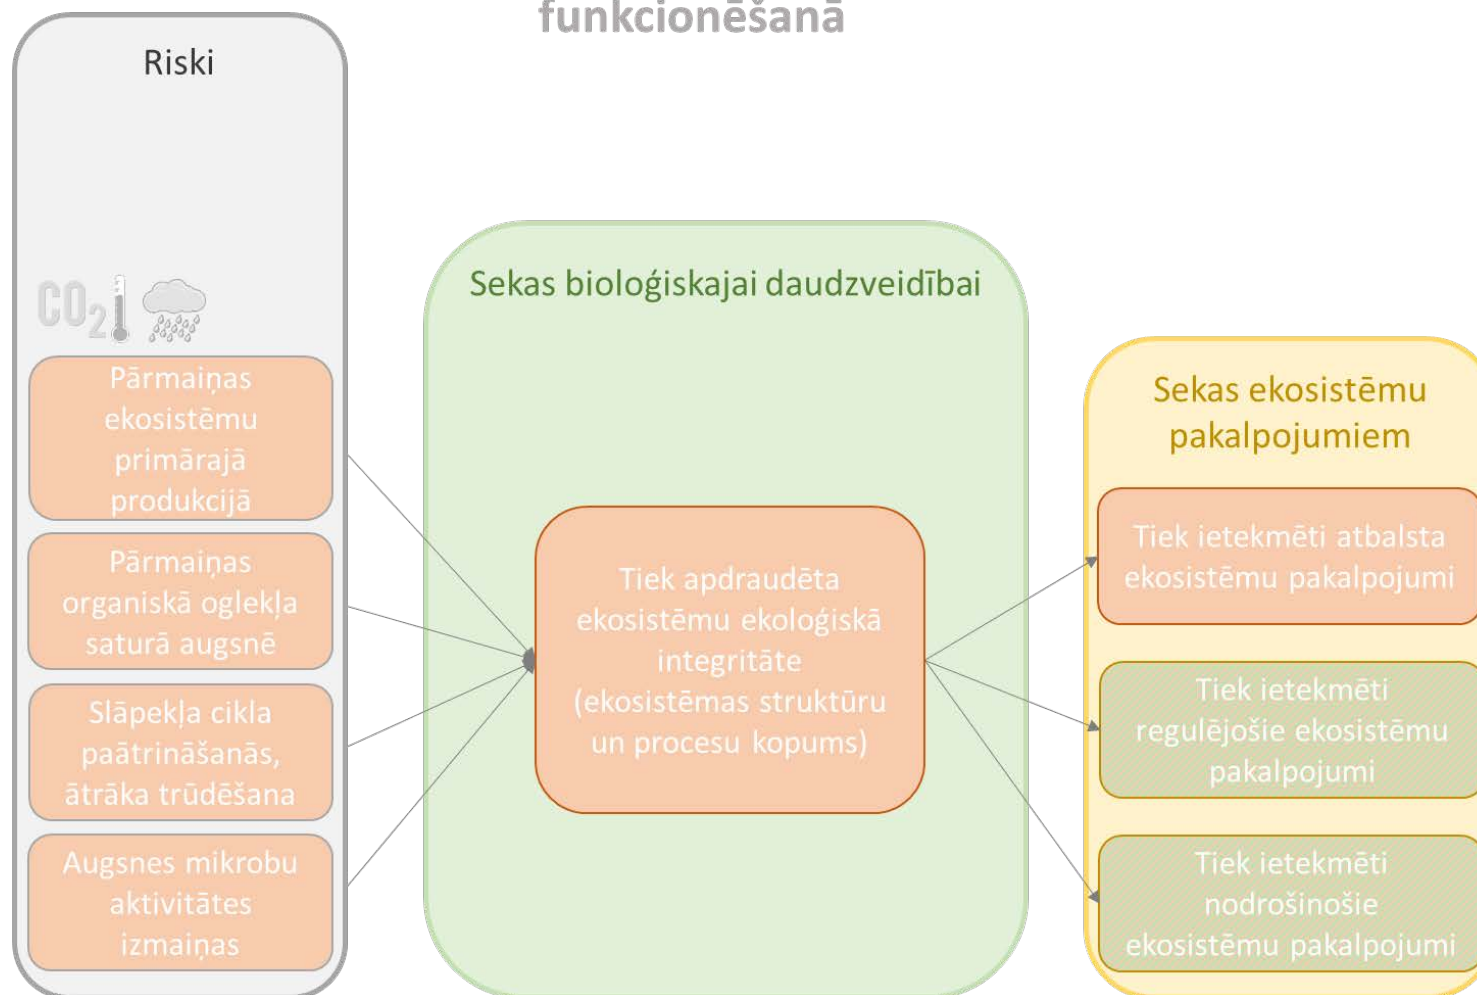 funkcionēšanā
Riski
CO2
Pārmaiņas
ekosistēmu
primārajā
produkcijā
Pārmaiņas
organiskā oglekļa
saturā augsnē
Slāpekļa cikla
paātrināšanās,
ātrāka trūdēšana
Augsnes mikrobu
aktivitātes
izmaiņas
Sekas bioloģiskajai daudzveidībai
Tiek apdraudēta
ekosistēmu ekoloģiskā
integritāte
(ekosistēmas struktūru
un procesu kopums)
Sekas ekosistēmu
pakalpojumiem
Tiek ietekmēti atbalsta
ekosistēmu pakalpojumi
Tiek ietekmēti
regulējošie ekosistēmu
pakalpojumi
Tiek ietekmēti
nodrošinošie
ekosistēmu pakalpojumi